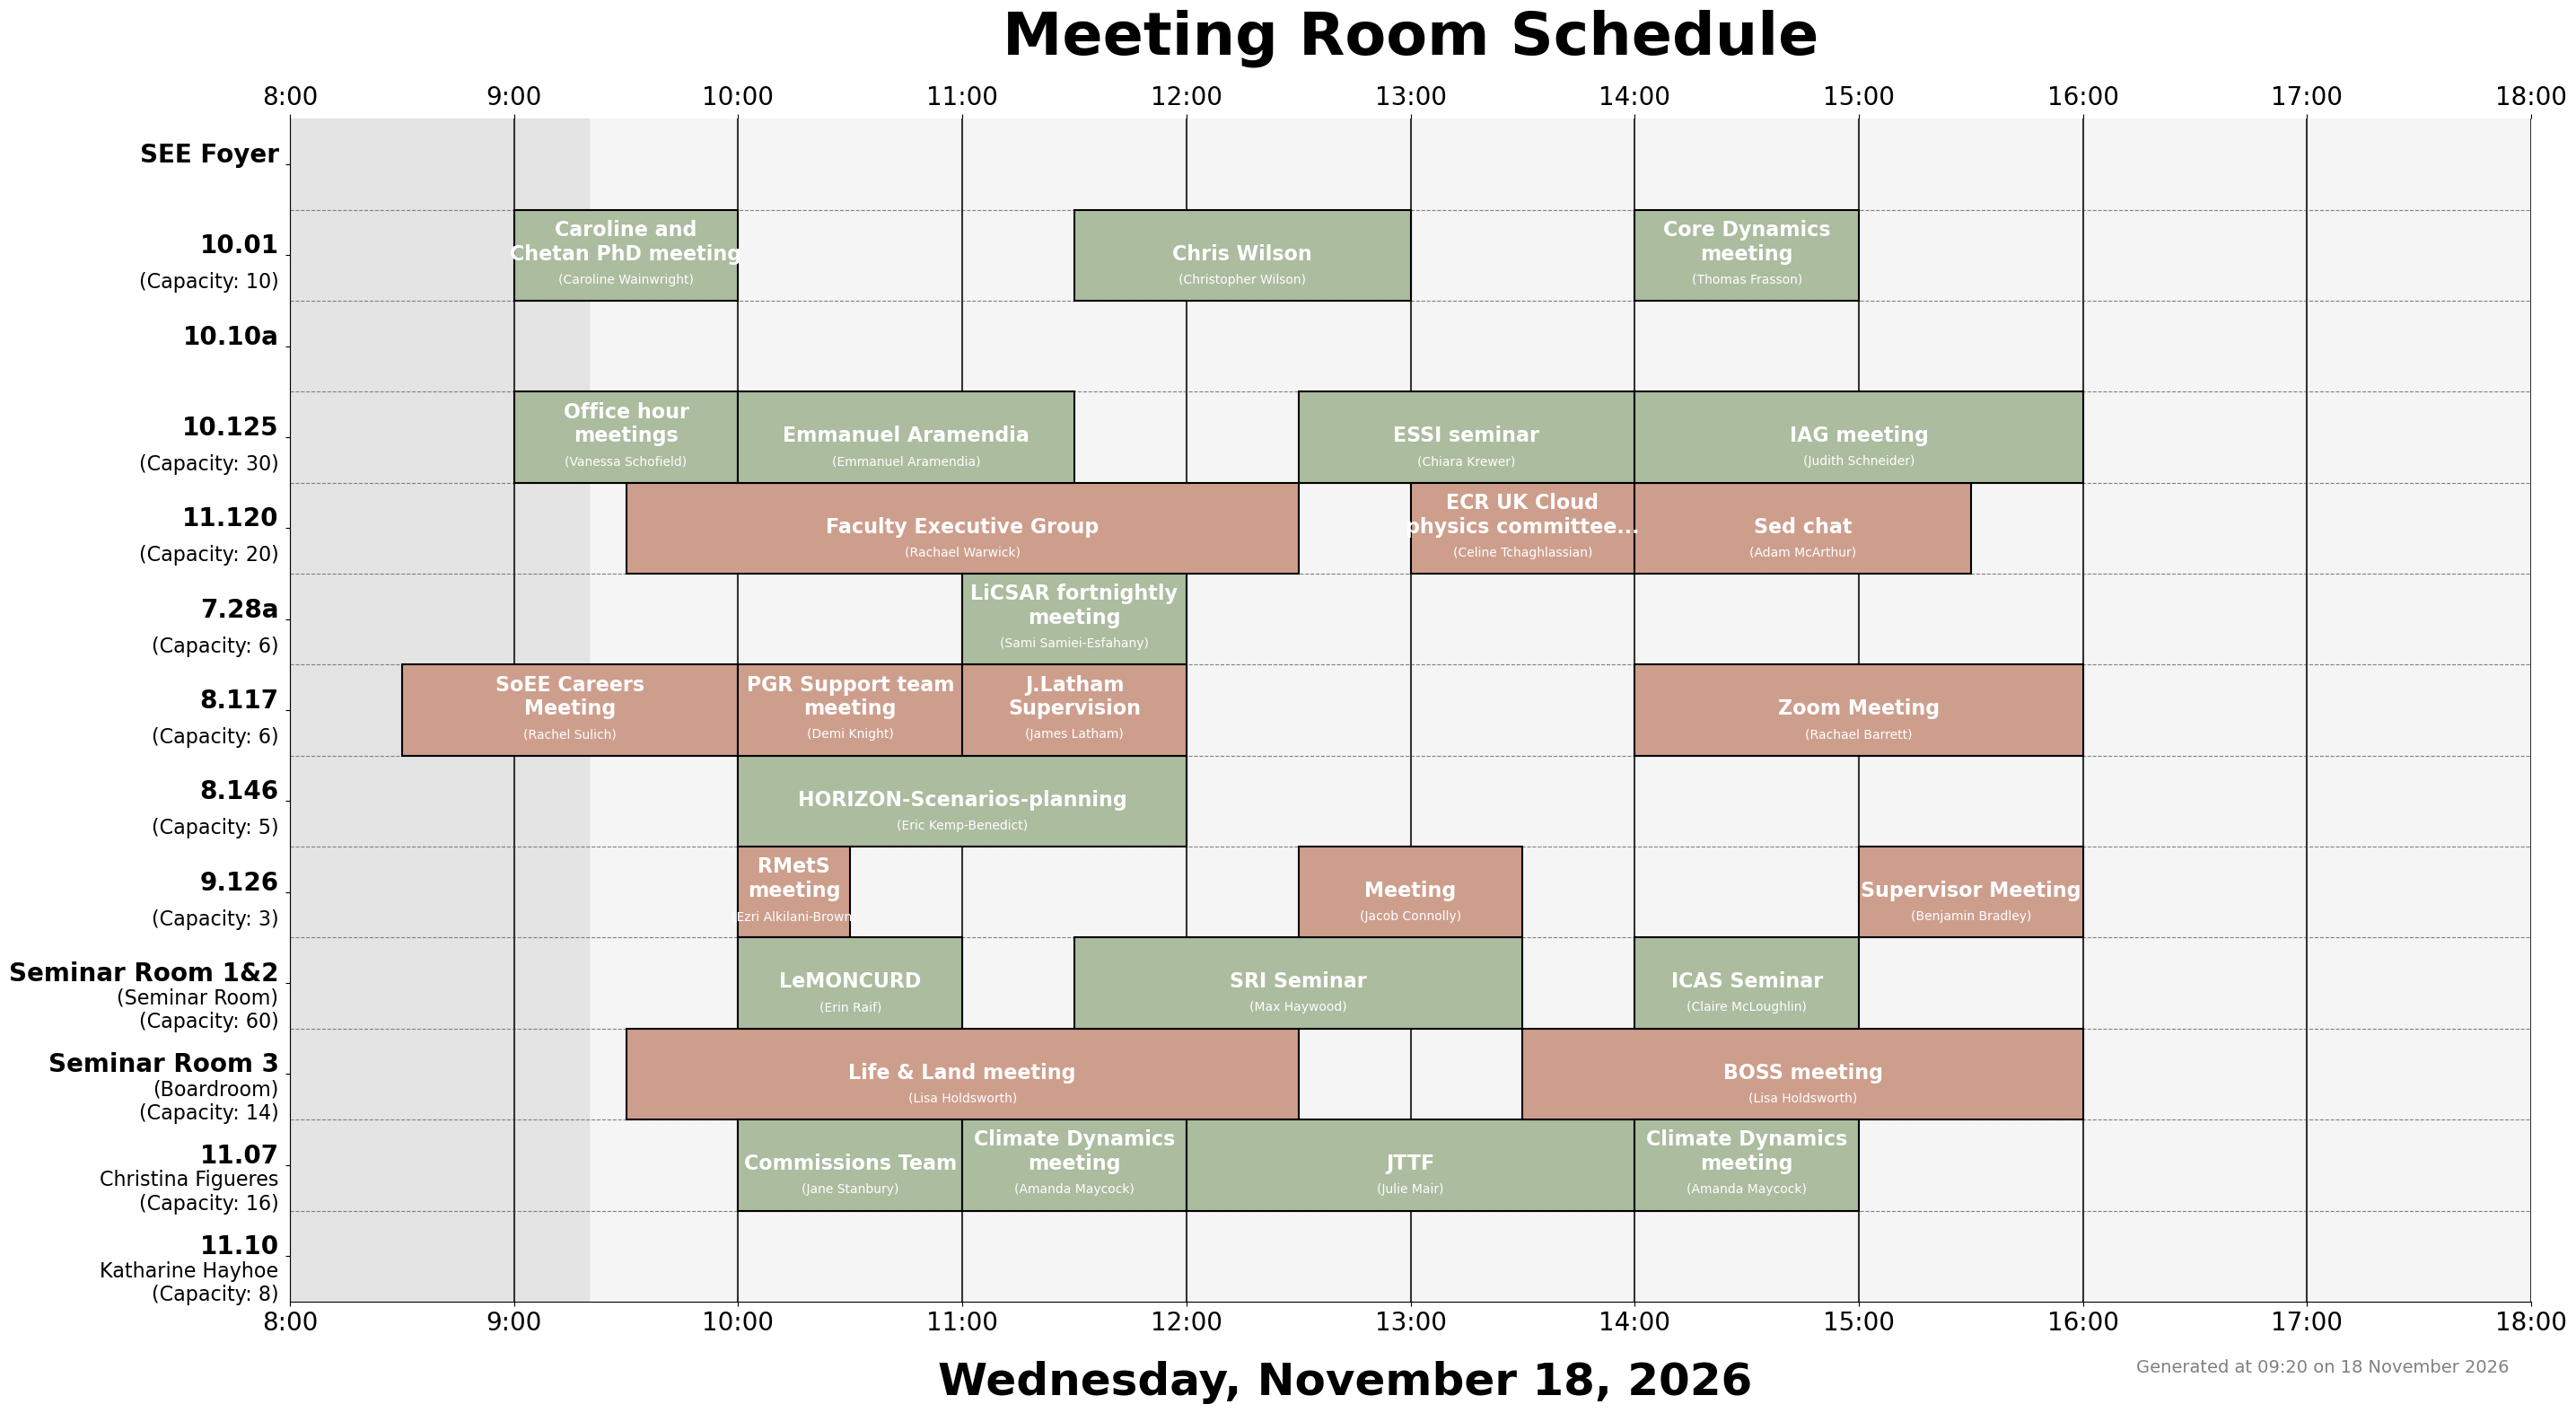 Meeting Room Schedule
8:00 9:00 10:00 11:00 12:00 13:00 14:00 15:00 16:00 17:00 18:00
SEE Foyer
10.01
(Capacity: 10)
Caroline and
Chetan PhD meeting
(Caroline Wainwright)
Chris Wilson
(Christopher Wilson)
Core Dynamics
meeting
(Thomas Frasson)
10.10a
10.125
(Capacity: 30)
Office hour
meetings
(Vanessa Schofield)
Emmanuel Aramendia
(Emmanuel Aramendia)
ESSI seminar
(Chiara Krewer)
IAG meeting
(Judith Schneider)
11.120
(Capacity: 20)
Faculty Executive Group
(Rachael Warwick)
ECR UK Cloud
physics committee...
(Celine Tchaghlassian)
Sed chat
(Adam McArthur)
7.28a
(Capacity: 6)
LiCSAR fortnightly
meeting
(Sami Samiei-Esfahany)
8.117
(Capacity: 6)
SoEE Careers
Meeting
(Rachel Sulich)
PGR Support team
meeting
(Demi Knight)
J.Latham
Supervision
(James Latham)
Zoom Meeting
(Rachael Barrett)
8.146
(Capacity: 5)
HORIZON-Scenarios-planning
(Eric Kemp-Benedict)
9.126
(Capacity: 3)
RMetS
meeting
(Ezri Alkilani-Brown)
Meeting
(Jacob Connolly)
Supervisor Meeting
(Benjamin Bradley)
Seminar Room 1&2
(Seminar Room)
(Capacity: 60)
LeMONCURD
(Erin Raif)
SRI Seminar
(Max Haywood)
ICAS Seminar
(Claire McLoughlin)
Seminar Room 3
(Boardroom)
(Capacity: 14)
Life & Land meeting
(Lisa Holdsworth)
BOSS meeting
(Lisa Holdsworth)
11.07
Christina Figueres
(Capacity: 16)
Commissions Team
(Jane Stanbury)
Climate Dynamics
meeting
(Amanda Maycock)
JTTF
(Julie Mair)
Climate Dynamics
meeting
(Amanda Maycock)
11.10
Katharine Hayhoe
(Capacity: 8)
8:00 9:00 10:00 11:00 12:00 13:00 14:00 15:00 16:00 17:00 18:00
Wednesday, November 18, 2026
Generated at 09:20 on 18 November 2026